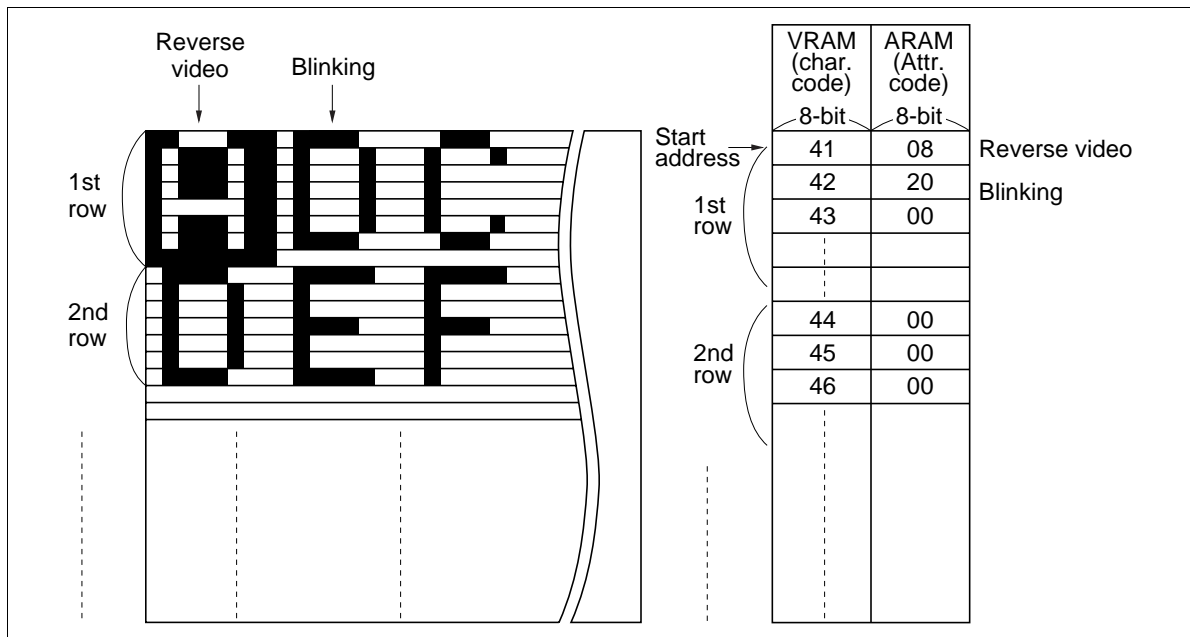 Reverse
video
Blinking
1st
row
2nd
row
A D C
D E F
VRAM
(char.
code)
ARAM
(Attr.
code)
8-bit 8-bit
Start
address
41 08 Reverse video
42 20 Blinking
43 00
1st
row
44 00
45 00
46 00
2nd
row